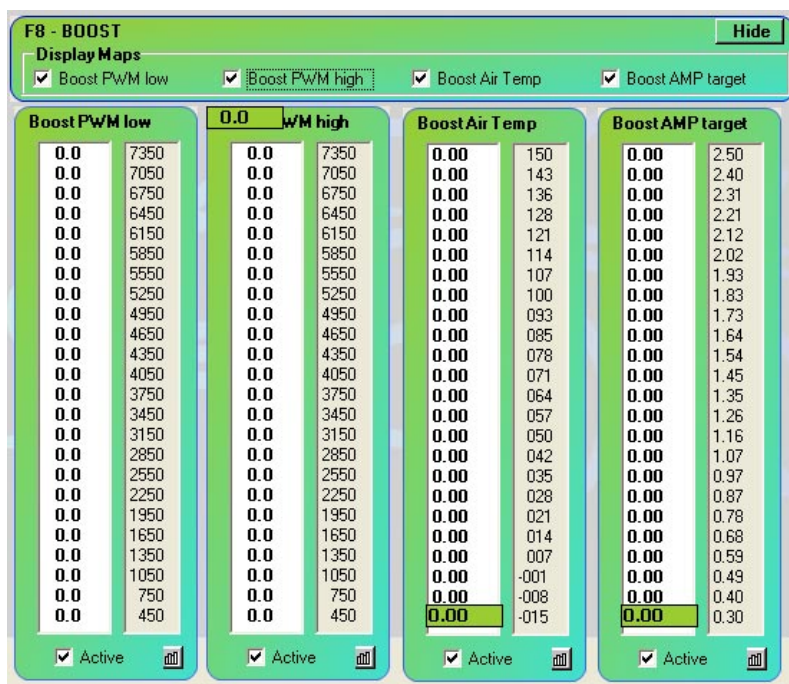 F8 - BOOST Hide
Display Maps
Boost PWM low Boost PWM high Boost Air Temp Boost AMP target
Boost PWM low 0.0 WM high Boost Air Temp Boost AMP target
0.0 7350 0.0 7350 0.00 150 0.00 2.50
0.0 7050 0.0 7050 0.00 143 0.00 2.40
0.0 6750 0.0 6750 0.00 136 0.00 2.31
0.0 6450 0.0 6450 0.00 128 0.00 2.21
0.0 6150 0.0 6150 0.00 121 0.00 2.12
0.0 5850 0.0 5850 0.00 114 0.00 2.02
0.0 5550 0.0 5550 0.00 107 0.00 1.93
0.0 5250 0.0 5250 0.00 100 0.00 1.83
0.0 4950 0.0 4950 0.00 093 0.00 1.73
0.0 4650 0.0 4650 0.00 085 0.00 1.64
0.0 4350 0.0 4350 0.00 078 0.00 1.54
0.0 4050 0.0 4050 0.00 071 0.00 1.45
0.0 3750 0.0 3750 0.00 064 0.00 1.35
0.0 3450 0.0 3450 0.00 057 0.00 1.26
0.0 3150 0.0 3150 0.00 050 0.00 1.16
0.0 2850 0.0 2850 0.00 042 0.00 1.07
0.0 2550 0.0 2550 0.00 035 0.00 0.97
0.0 2250 0.0 2250 0.00 028 0.00 0.87
0.0 1950 0.0 1950 0.00 021 0.00 0.78
0.0 1650 0.0 1650 0.00 014 0.00 0.68
0.0 1350 0.0 1350 0.00 007 0.00 0.59
0.0 1050 0.0 1050 0.00 -001 0.00 0.49
0.0 750 0.0 750 0.00 -008 0.00 0.40
0.0 450 0.0 450 0.00 -015 0.00 0.30
Active Active Active Active